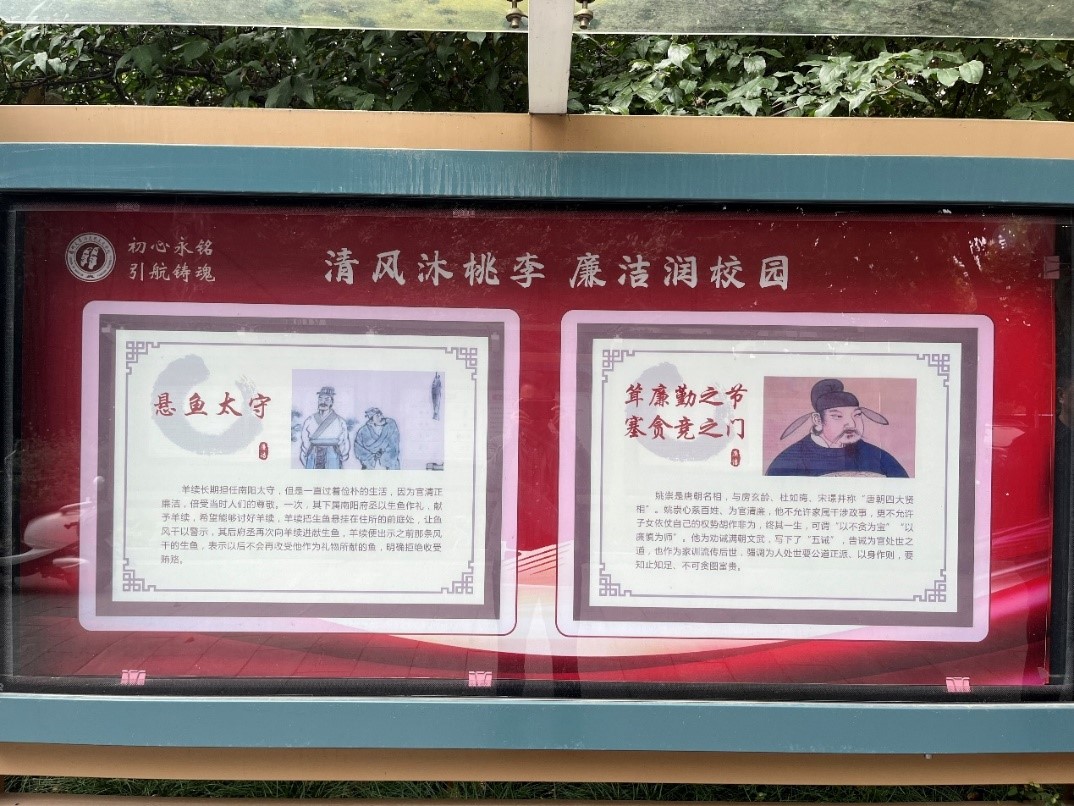 初心永铭
引航铸魂
清风沐桃李 廉洁润校园
悬鱼太守
羊续长期担任南阳太守，但是一直过着俭朴的生活，因为官清正
廉洁，倍受当时人们的尊敬。一次，其下属南阳府丞以生鱼作礼，献
予羊续，希望能够讨好羊续，羊续把生鱼悬挂在住所的前庭处，让鱼
风干以警示，其后府丞再次向羊续进献生鱼，羊续便出示之前那条风
干的生鱼，表示以后不会再收受他作为礼物所献的鱼，明确拒绝收受
贿赂。
耸廉勤之节
塞贪竞之门
姚崇是唐朝名相，与房玄龄、杜如晦、宋璟并称“唐朝四大贤
相”。姚崇心系百姓、为官清廉，他不允许家属干涉政事，更不允许
子女依仗自己的权势胡作非为，终其一生，可谓“以不贪为宝”“以
廉慎为师”。他为劝诫满朝文武，写下了“五诫”，告诫为官处世之
道，也作为家训流传后世，强调为人处世要公道正派、以身作则，要
知止知足、不可贪图富贵。